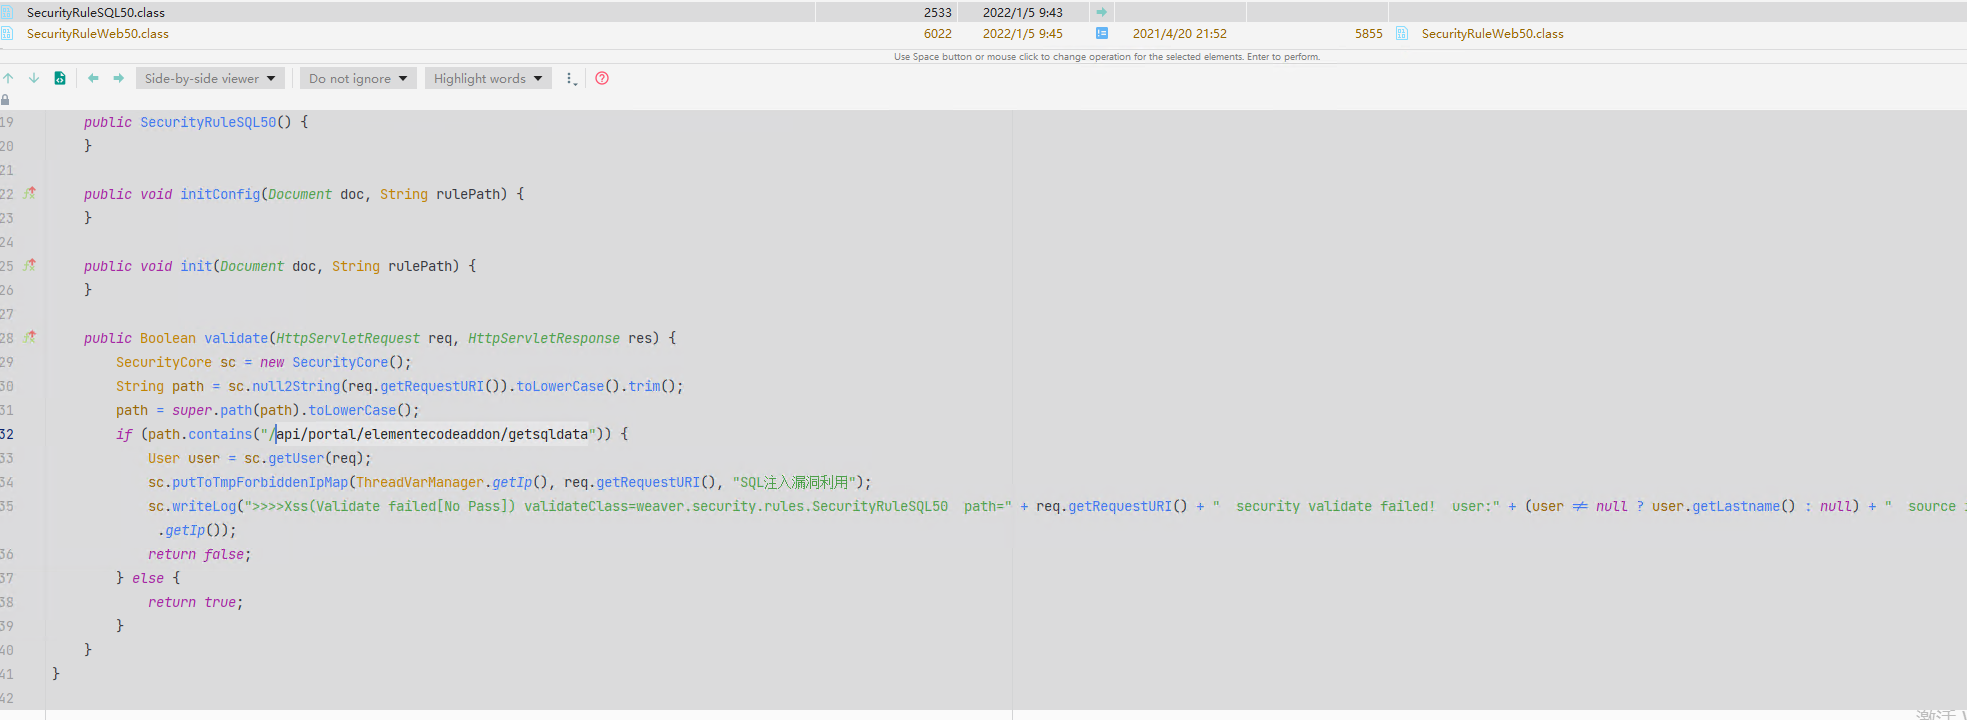 SecurityRuleSQL50.class 2533 2022/1/5 9:43
SecurityRuleWeb50.class 6022 2022/1/5 9:45 2021/4/20 21:52 5855 SecurityRuleWeb50.class
Use Space button or mouse click to change operation for the selected elements. Enter to perform.
Side-by-side viewer Do not ignore Highlight words
19 public SecurityRuleSQL50() {
20 }
21
22 public void initConfig(Document doc, String rulePath) {
23 }
24
25 public void init(Document doc, String rulePath) {
26 }
27
28 public Boolean validate(HttpServletRequest req, HttpServletResponse res) {
29 SecurityCore sc = new SecurityCore();
30 String path = sc.null2String(req.getRequestURI()).toLowerCase().trim();
31 path = super.path(path).toLowerCase();
32 if (path.contains("/api/portal/elementecodeaddon/getsqldata")) {
33 User user = sc.getUser(req);
34 sc.putToTmpForbiddenIpMap(ThreadVarManager.getIp(), req.getRequestURI(), "SQL注入漏洞利用");
35 sc.writeLog(">>>>Xss(Validate failed[No Pass]) validateClass=weaver.security.rules.SecurityRuleSQL50  path=" + req.getRequestURI() + "  security validate failed!  user:" + (user ≠ null ? user.getLastname() : null) + "  source
.getIp());
36 return false;
37 } else {
38 return true;
39 }
40 }
41 }
42
激活